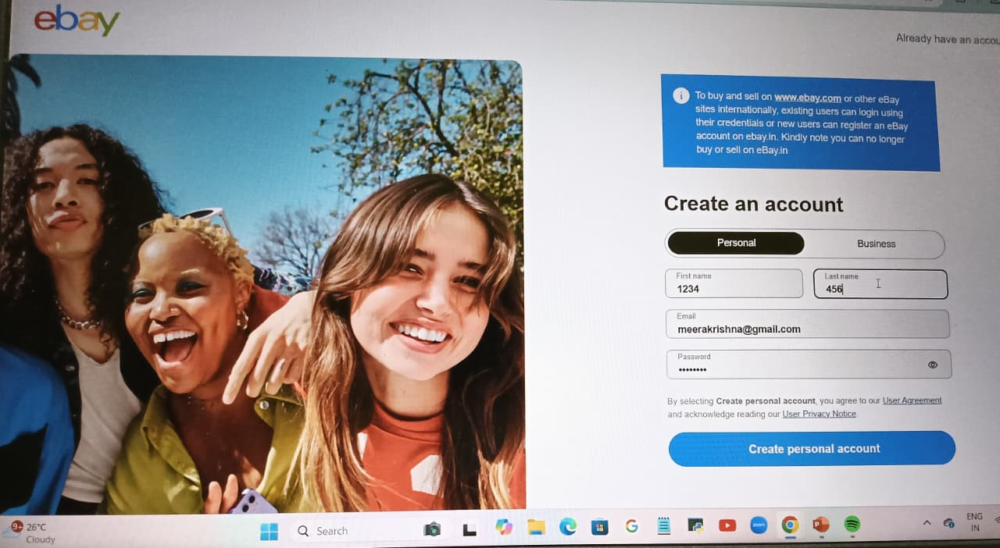 ebay
Already have an accou
To buy and sell on www.ebay.com or other eBay
sites internationally, existing users can login using
their credentials or new users can register an eBay
account on ebay.in. Kindly note you can no longer
buy or sell on eBay.in
Create an account
Personal Business
First name Last name
1234 456
Email
meerakrishna@gmail.com
Password
••••••••
By selecting Create personal account, you agree to our User Agreement
and acknowledge reading our User Privacy Notice.
Create personal account
9+ 26°C
Cloudy
Search
zoom
ENG
IN